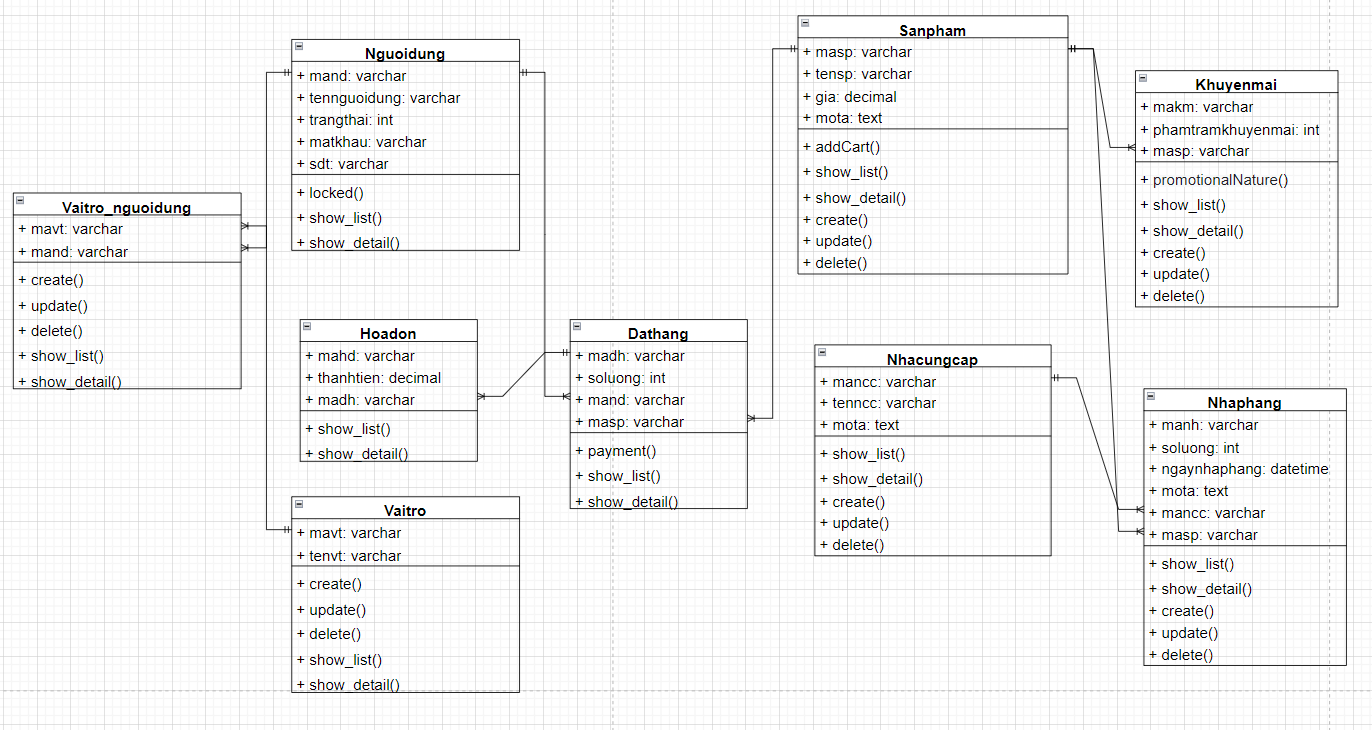 Nguoidung
+ mand: varchar
+ tennguoidung: varchar
+ trangthai: int
+ matkhau: varchar
+ sdt: varchar
+ locked()
+ show_list()
+ show_detail()
Sanpham
+ masp: varchar
+ tensp: varchar
+ gia: decimal
+ mota: text
+ addCart()
+ show_list()
+ show_detail()
+ create()
+ update()
+ delete()
Khuyenmai
+ makm: varchar
+ phamtramkhuyenmai: int
+ masp: varchar
+ promotionalNature()
+ show_list()
+ show_detail()
+ create()
+ update()
+ delete()
Vaitro_nguoidung
+ mavt: varchar
+ mand: varchar
+ create()
+ update()
+ delete()
+ show_list()
+ show_detail()
Hoadon
+ mahd: varchar
+ thanhtien: decimal
+ madh: varchar
+ show_list()
+ show_detail()
Dathang
+ madh: varchar
+ soluong: int
+ mand: varchar
+ masp: varchar
+ payment()
+ show_list()
+ show_detail()
Nhacungcap
+ mancc: varchar
+ tenncc: varchar
+ mota: text
+ show_list()
+ show_detail()
+ create()
+ update()
+ delete()
Nhaphang
+ manh: varchar
+ soluong: int
+ ngaynhaphang: datetime
+ mota: text
+ mancc: varchar
+ masp: varchar
+ show_list()
+ show_detail()
+ create()
+ update()
+ delete()
Vaitro
+ mavt: varchar
+ tenvt: varchar
+ create()
+ update()
+ delete()
+ show_list()
+ show_detail()